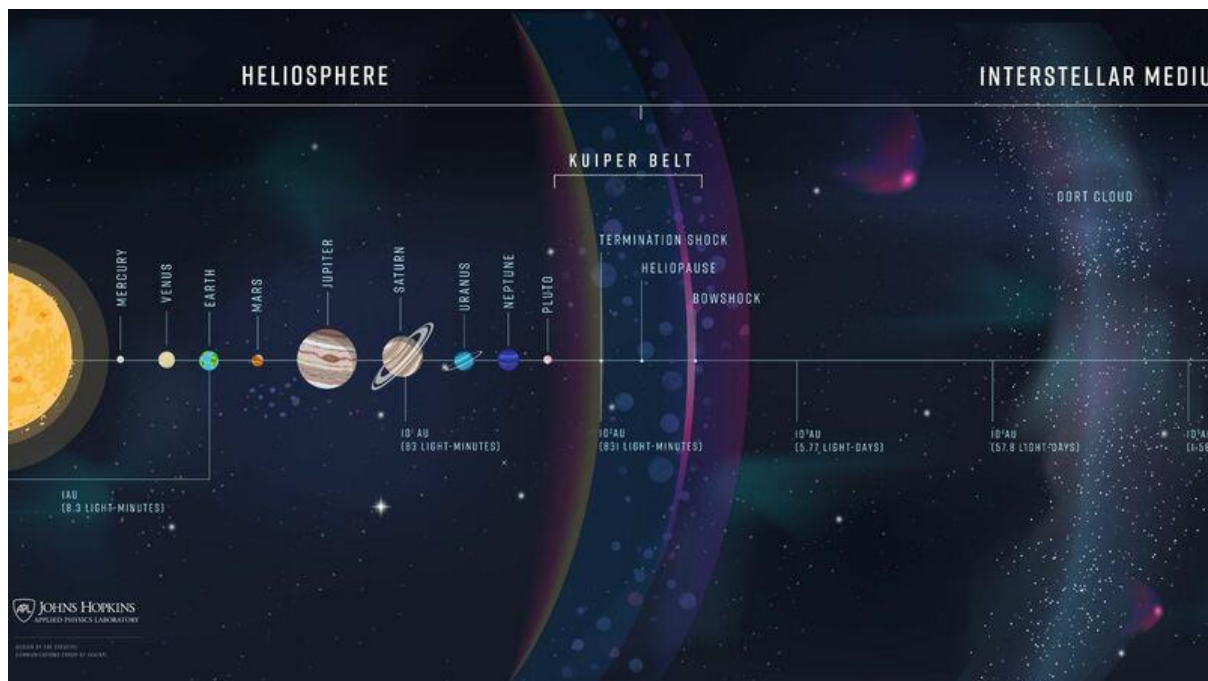 HELIOSPHERE
INTERSTELLAR MEDIU
KUIPER BELT
OORT CLOUD
TERMINATION SHOCK
HELIOPAUSE
BOWSHOCK
MERCURY
VENUS
EARTH
MARS
JUPITER
SATURN
URANUS
NEPTUNE
PLUTO
10¹ AU
(83 LIGHT-MINUTES)
10²AU
(831 LIGHT-MINUTES)
10³AU
(5.77 LIGHT-DAYS)
10⁴AU
(57.8 LIGHT-DAYS)
1AU
(8.3 LIGHT-MINUTES)
APL JOHNS HOPKINS
APPLIED PHYSICS LABORATORY